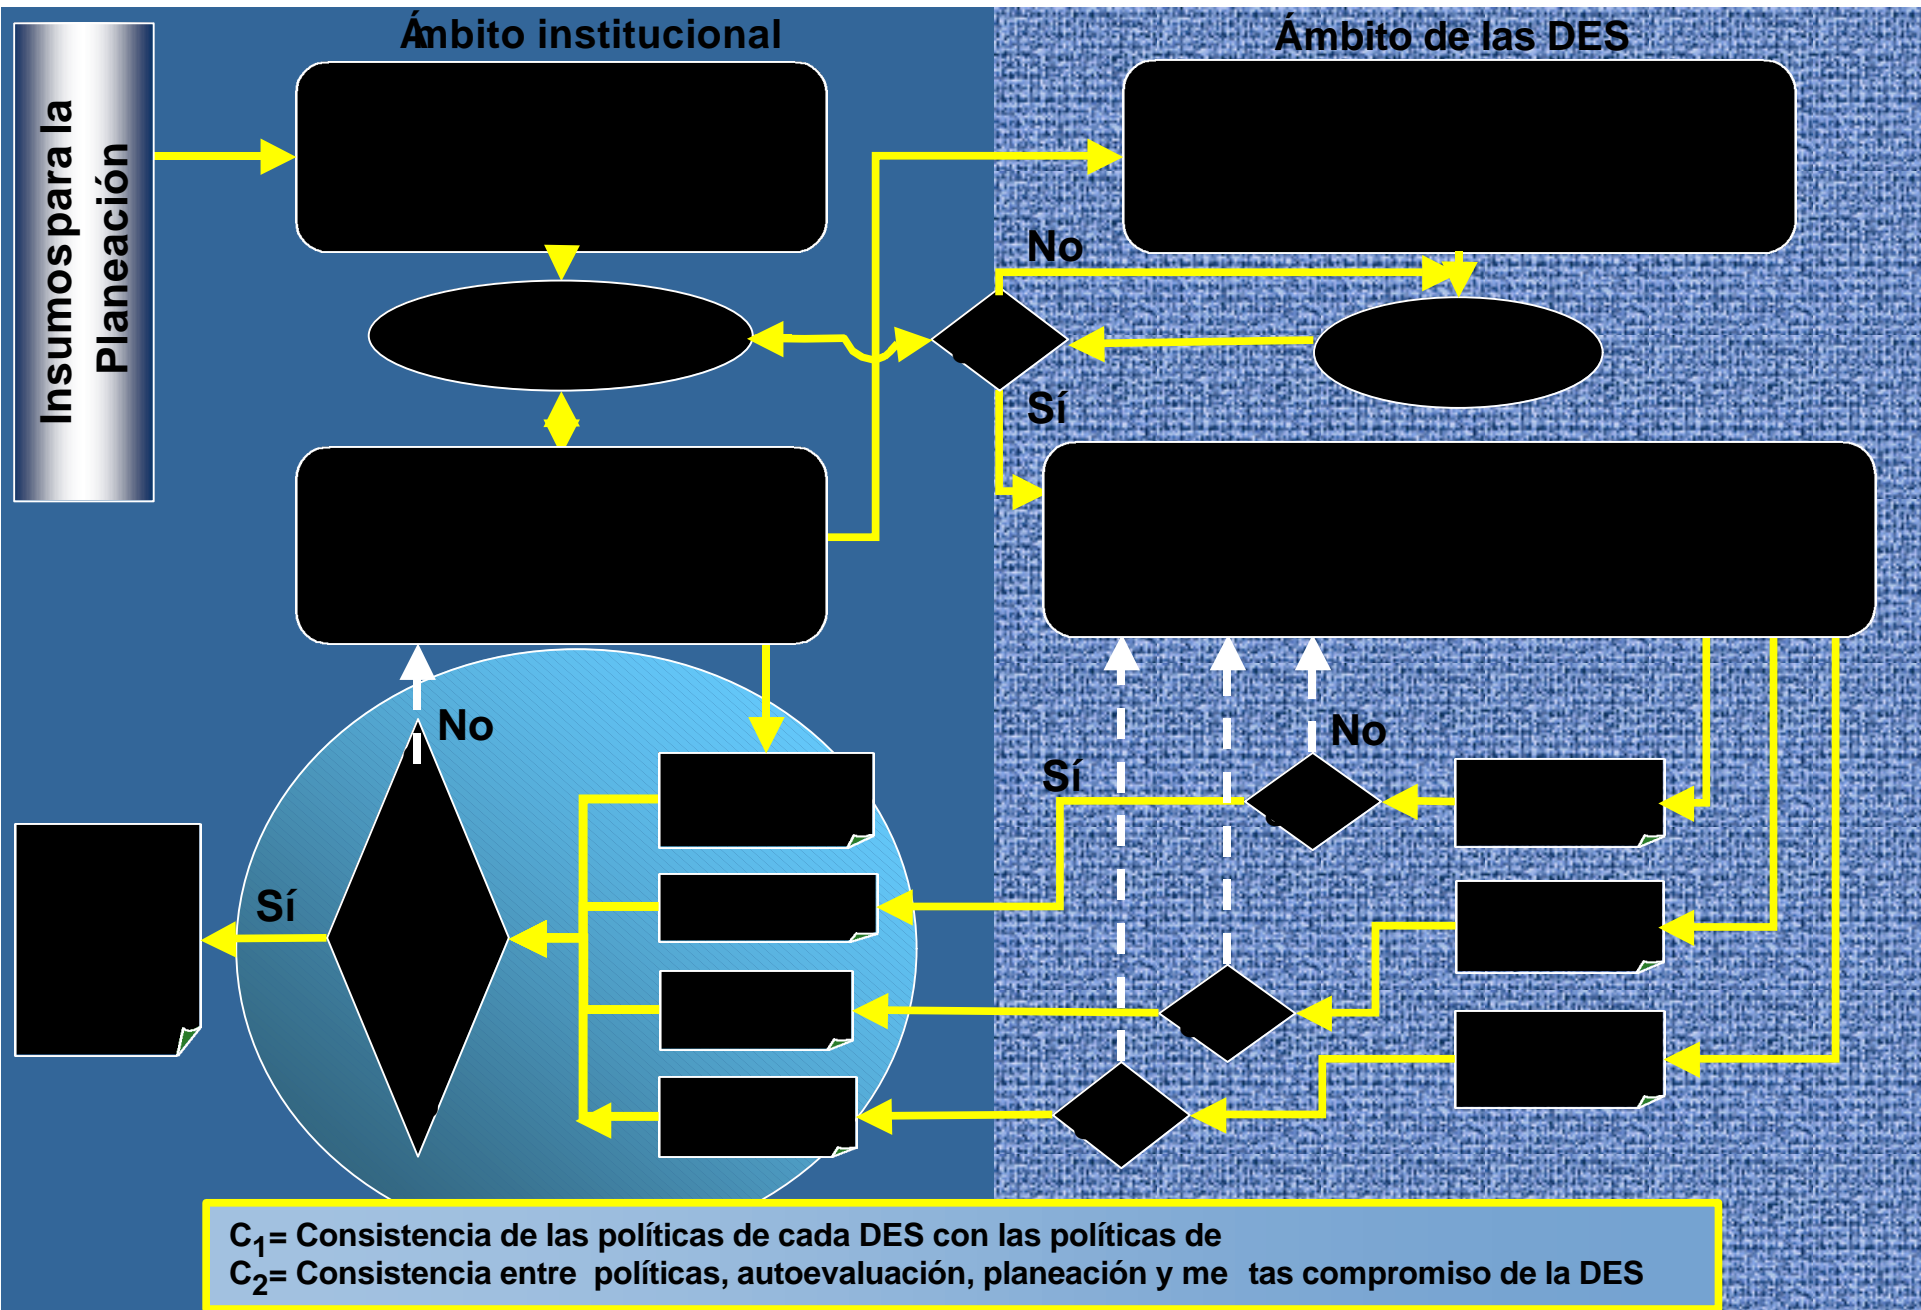 Ámbito institucional
Ámbito de las DES
Insumos para la
Planeación
No
Sí
No
No
Sí
Sí
C1= Consistencia de las políticas de cada DES con las políticas de
C2= Consistencia entre políticas, autoevaluación, planeación y me tas compromiso de la DES